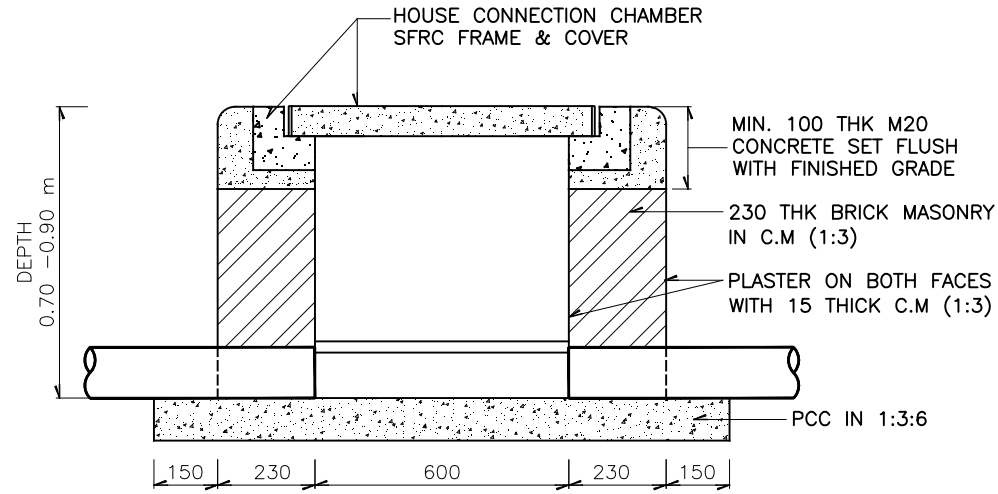 HOUSE CONNECTION CHAMBER
SFRC FRAME & COVER
MIN. 100 THK M20
CONCRETE SET FLUSH
WITH FINISHED GRADE
230 THK BRICK MASONRY
IN C.M (1:3)
PLASTER ON BOTH FACES
WITH 15 THICK C.M (1:3)
PCC IN 1:3:6
DEPTH
0.70 -0.90 m
150 230 600 230 150